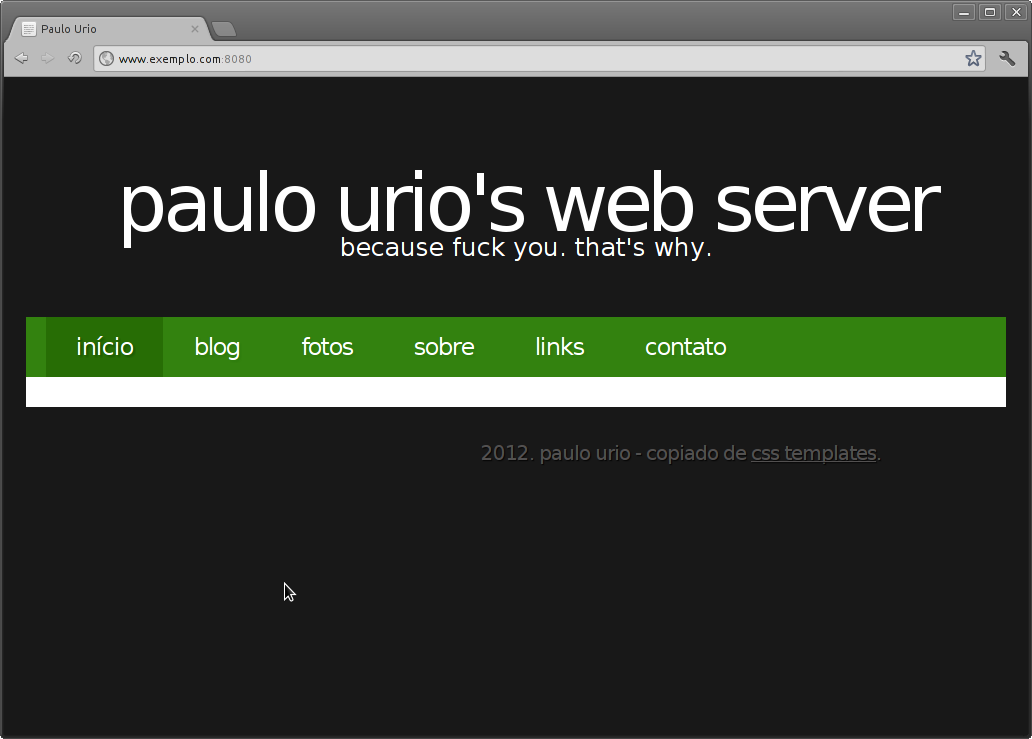 Paulo Urio
www.exemplo.com:8080
paulo urio's web server
because fuck you. that's why.
início blog fotos sobre links contato
2012. paulo urio - copiado de css templates.